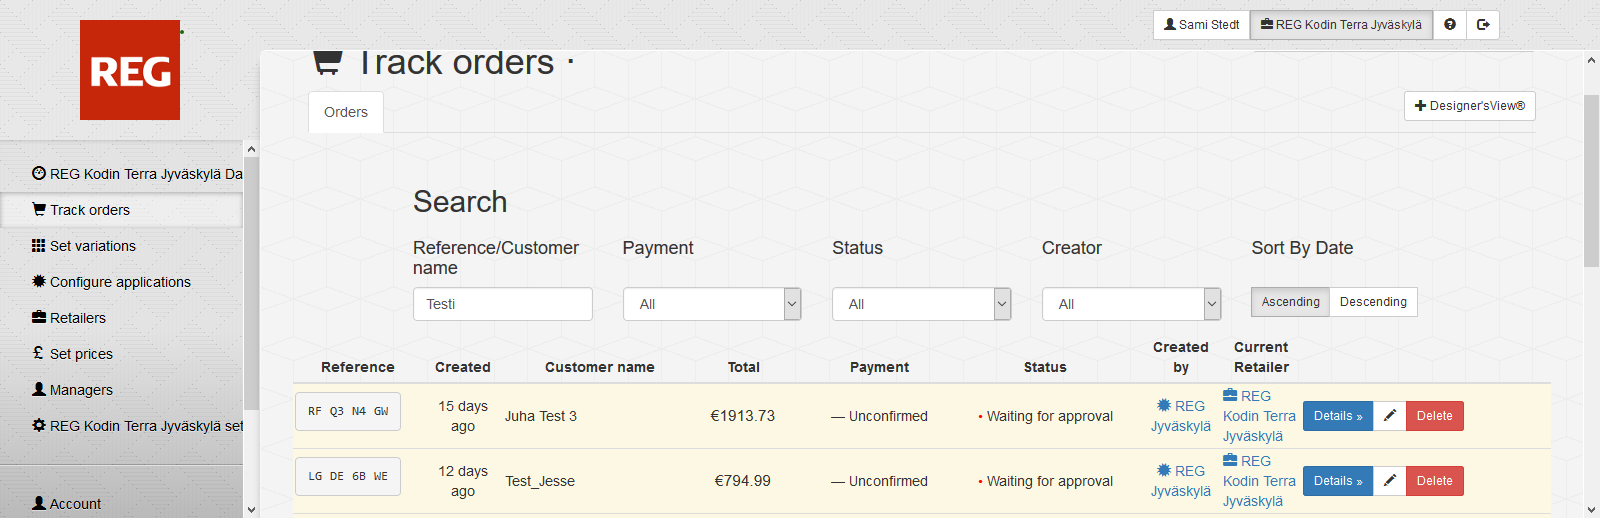 REG
Sami Stedt
REG Kodin Terra Jyväskylä
Track orders ·
Orders
Designer'sView®
REG Kodin Terra Jyväskylä Da
Track orders
Set variations
Configure applications
Retailers
Set prices
Managers
REG Kodin Terra Jyväskylä set
Account
Search
Reference/Customer name
Payment
Status
Creator
Sort By Date
Testi
All
All
All
Ascending
Descending
Reference
Created
Customer name
Total
Payment
Status
Created by
Current Retailer
RF Q3 N4 GW
15 days ago
Juha Test 3
€1913.73
— Unconfirmed
• Waiting for approval
REG Jyväskylä
REG Kodin Terra Jyväskylä
Details »
Delete
LG DE 6B WE
12 days ago
Test_Jesse
€794.99
— Unconfirmed
• Waiting for approval
REG Jyväskylä
REG Kodin Terra Jyväskylä
Details »
Delete